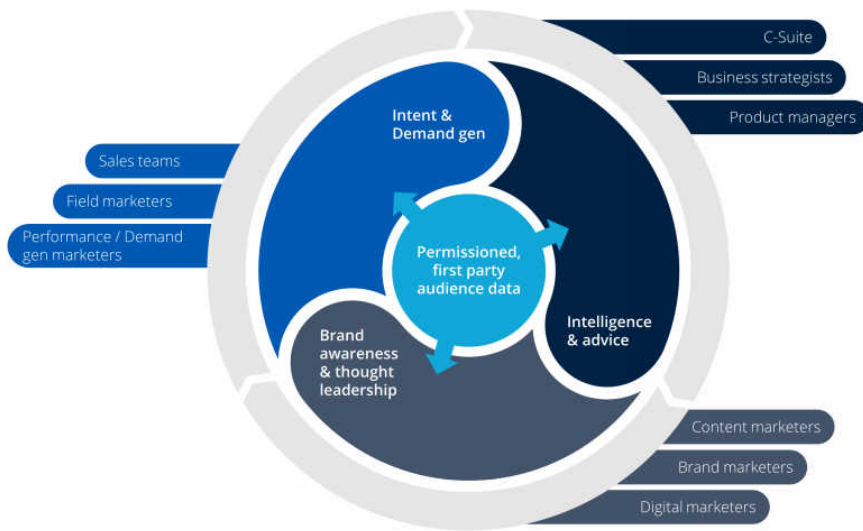 C-Suite
Business strategists
Product managers
Intent &
Demand gen
Sales teams
Field marketers
Performance / Demand
gen marketers
Permissioned,
first party
audience data
Intelligence
& advice
Brand
awareness
& thought
leadership
Content marketers
Brand marketers
Digital marketers